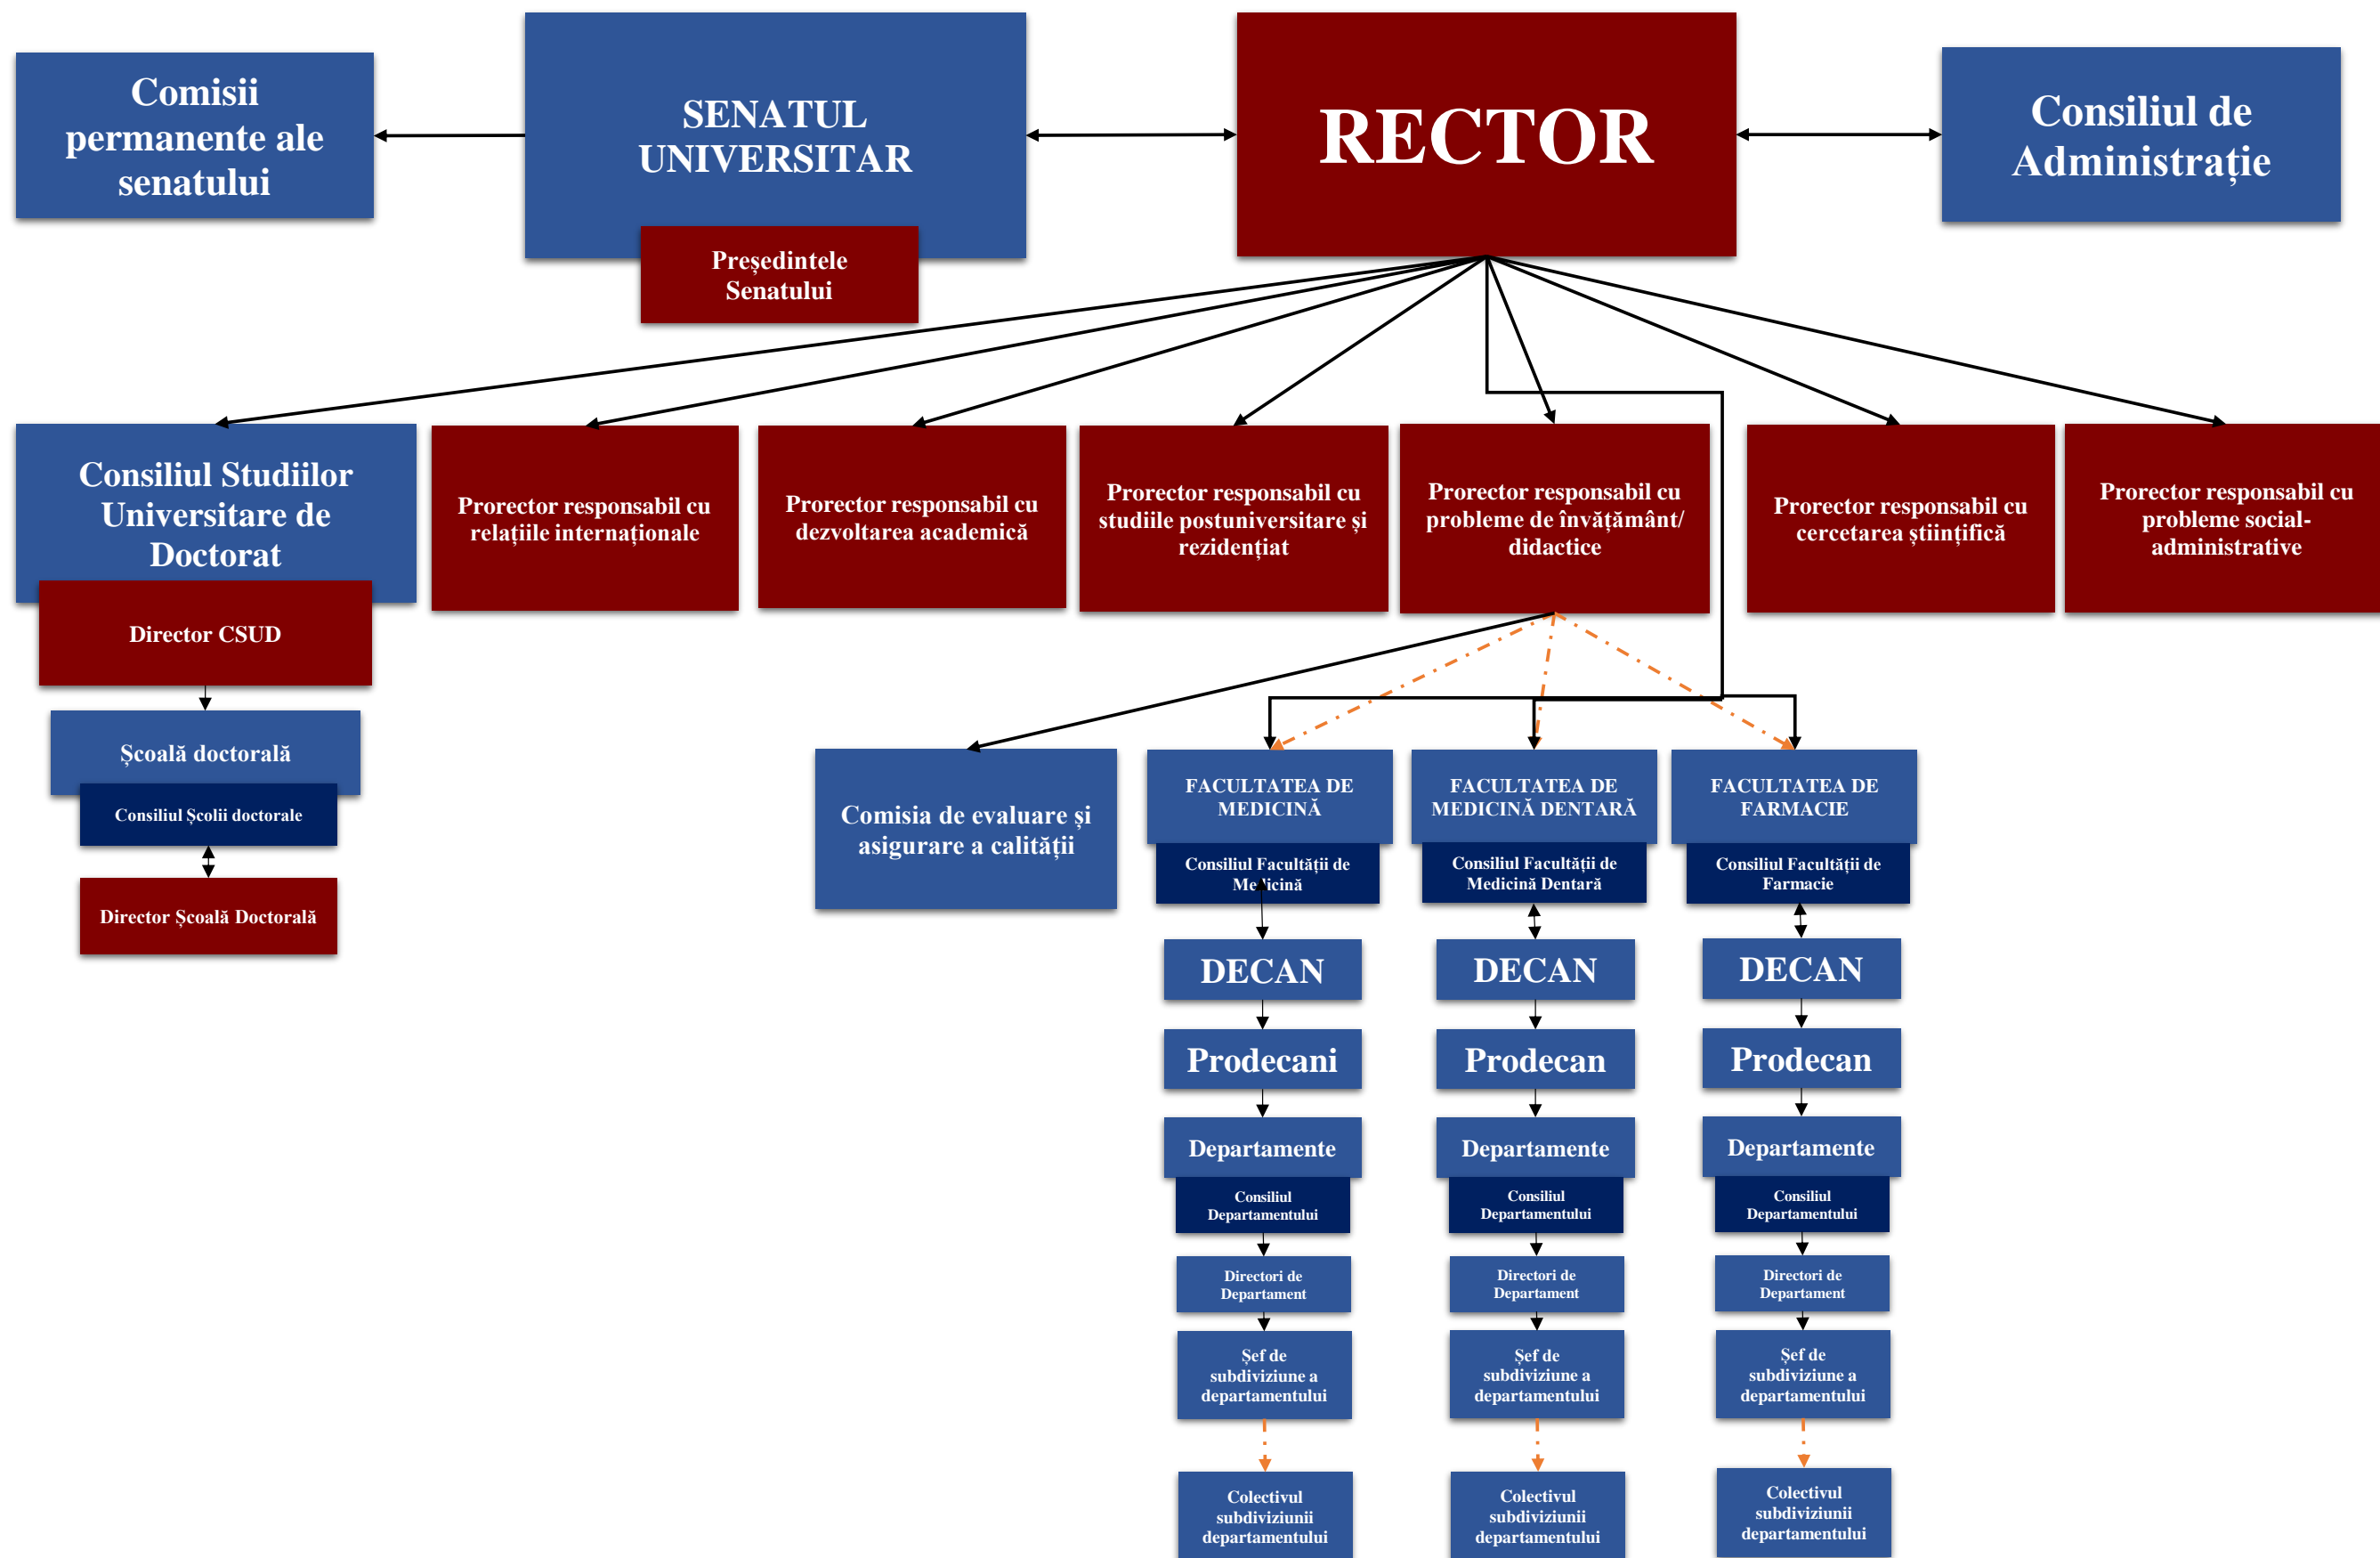 Comisii
permanente ale
senatului
SENATUL
UNIVERSITAR
RECTOR
Consiliul de
Administrație
Președintele
Senatului
Consiliul Studiilor
Universitare de
Doctorat
Prorector responsabil cu
relațiile internaționale
Prorector responsabil cu
dezvoltarea academică
Prorector responsabil cu
studiile postuniversitare și
rezidențiat
Prorector responsabil cu
probleme de învățământ/
didactice
Prorector responsabil cu
cercetarea științifică
Prorector responsabil cu
probleme social-
administrative
Director CSUD
Școală doctorală
Consiliul Școlii doctorale
Director Școală Doctorală
Comisia de evaluare și
asigurare a calității
FACULTATEA DE
MEDICINĂ
Consiliul Facultății de
Medicină
DECAN
Prodecani
Departamente
Consiliul
Departamentului
Directori de
Departament
Șef de
subdiviziune a
departamentului
Colectivul
subdiviziunii
departamentului
FACULTATEA DE
MEDICINĂ DENTARĂ
Consiliul Facultății de
Medicină Dentară
DECAN
Prodecan
Departamente
Consiliul
Departamentului
Directori de
Departament
Șef de
subdiviziune a
departamentului
Colectivul
subdiviziunii
departamentului
FACULTATEA DE
FARMACIE
Consiliul Facultății de
Farmacie
DECAN
Prodecan
Departamente
Consiliul
Departamentului
Directori de
Departament
Șef de
subdiviziune a
departamentului
Colectivul
subdiviziunii
departamentului